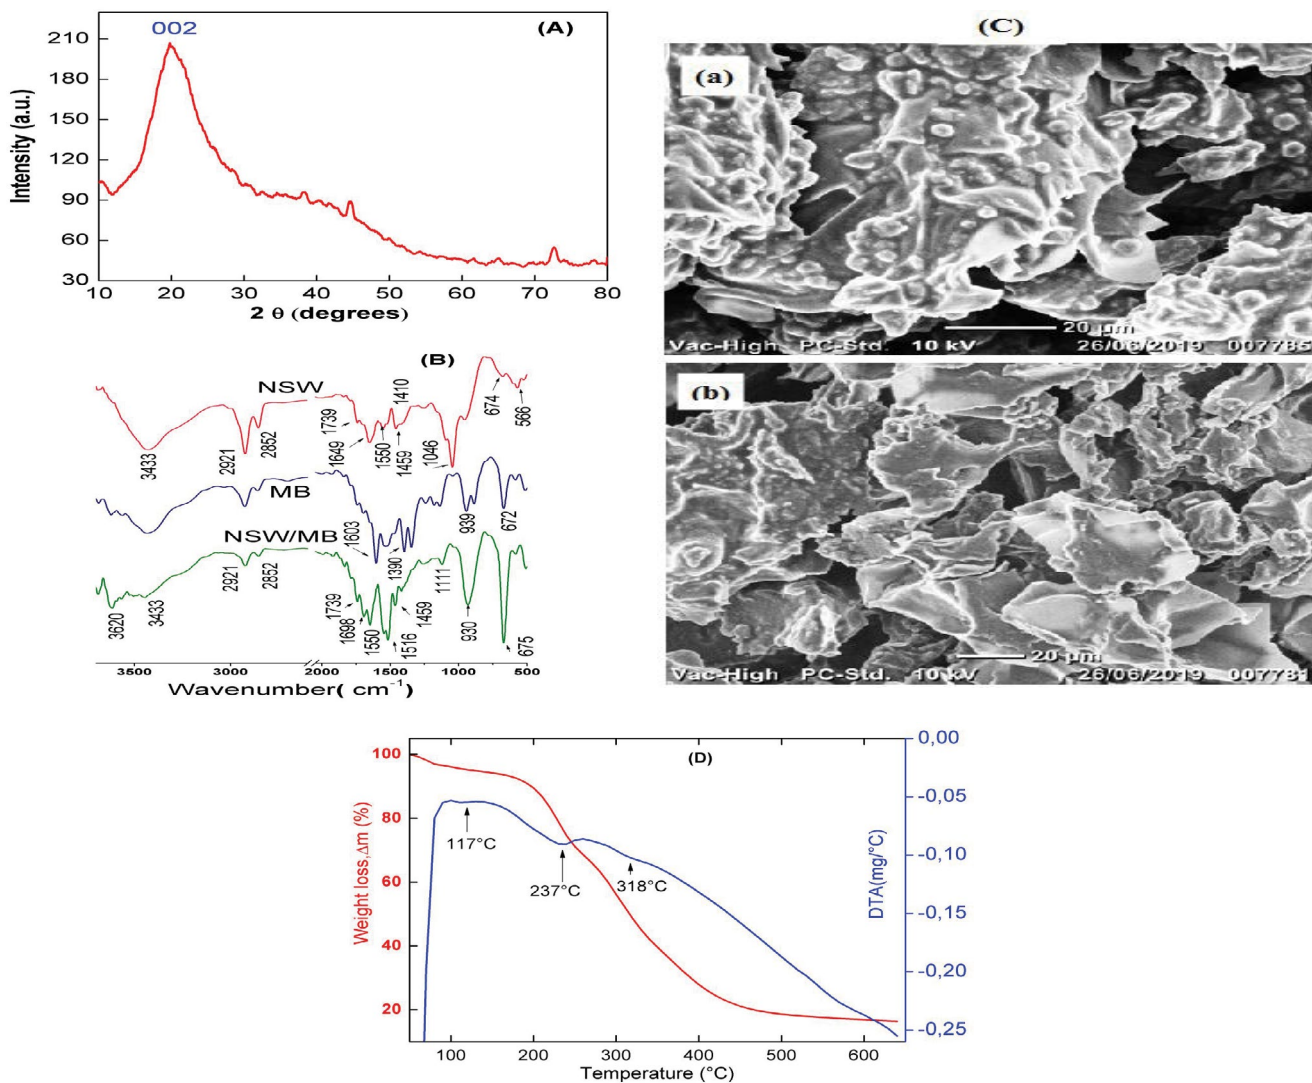 (A)
002
210
180
150
120
90
60
30
Intensity (a.u.)
10 20 30 40 50 60 70 80
2 θ (degrees)
(B)
NSW
3433
2921
2852
1739
1649
1550
1459
1410
1046
674
566
MB
1603
1390
939
672
NSW/MB
3620
3433
2921
2852
1739
1698
1550
1516
1459
1111
930
675
3500 3000 2000 1500 1000 500
Wavenumber( cm⁻¹)
(C)
(a)
20 µm
Vac-High PC-Std. 10 kV 26/06/2019 007785
(b)
20 µm
Vac-High PC-Std. 10 kV 26/06/2019 007781
(D)
100
80
60
40
20
Weight loss,Δm (%)
117°C
237°C
318°C
0,00
-0,05
-0,10
-0,15
-0,20
-0,25
DTA(mg/°C)
100 200 300 400 500 600
Temperature (°C)